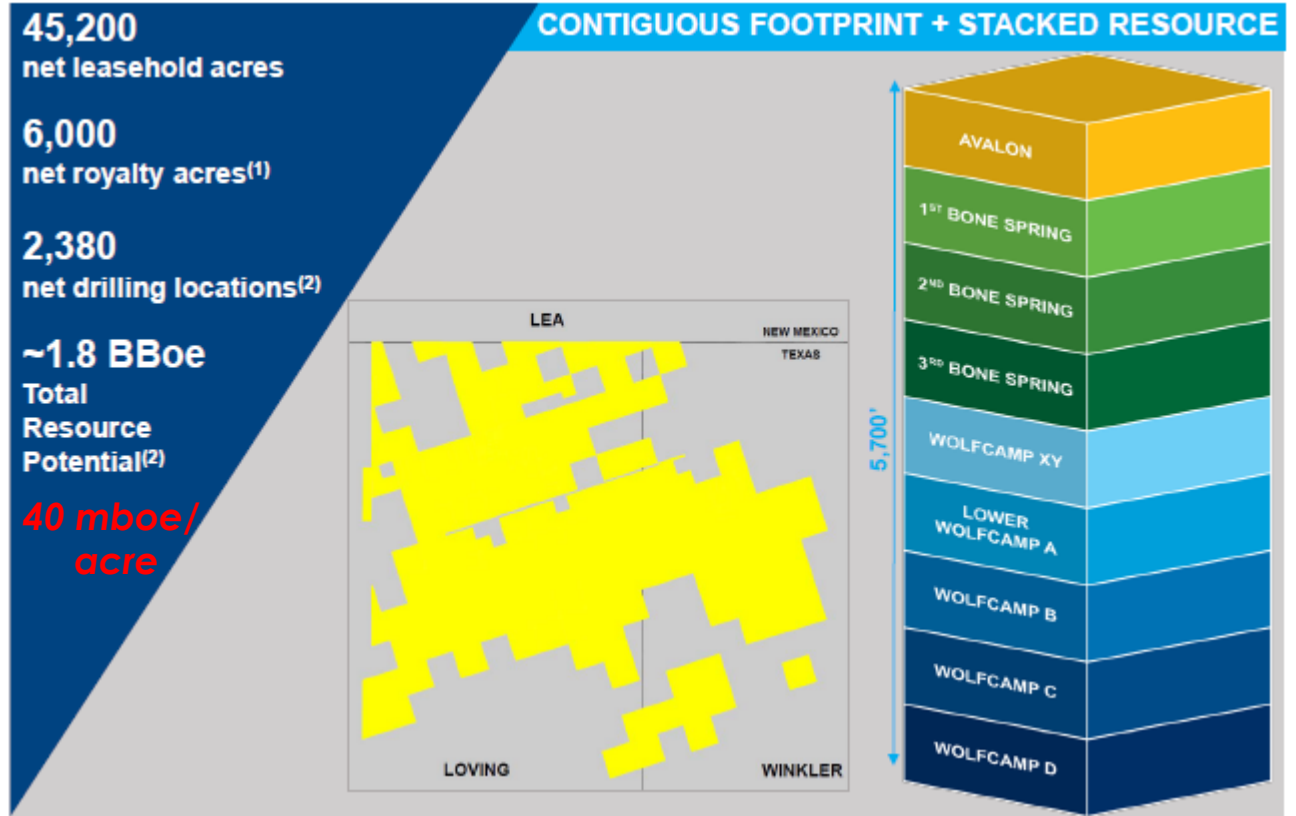 45,200
net leasehold acres
6,000
net royalty acres(1)
2,380
net drilling locations(2)
~1.8 BBoe
Total
Resource
Potential(2)
40 mboe/
acre
CONTIGUOUS FOOTPRINT + STACKED RESOURCE
LEA
NEW MEXICO
TEXAS
LOVING
WINKLER
5,700'
AVALON
1ST BONE SPRING
2ND BONE SPRING
3RD BONE SPRING
WOLFCAMP XY
LOWER
WOLFCAMP A
WOLFCAMP B
WOLFCAMP C
WOLFCAMP D